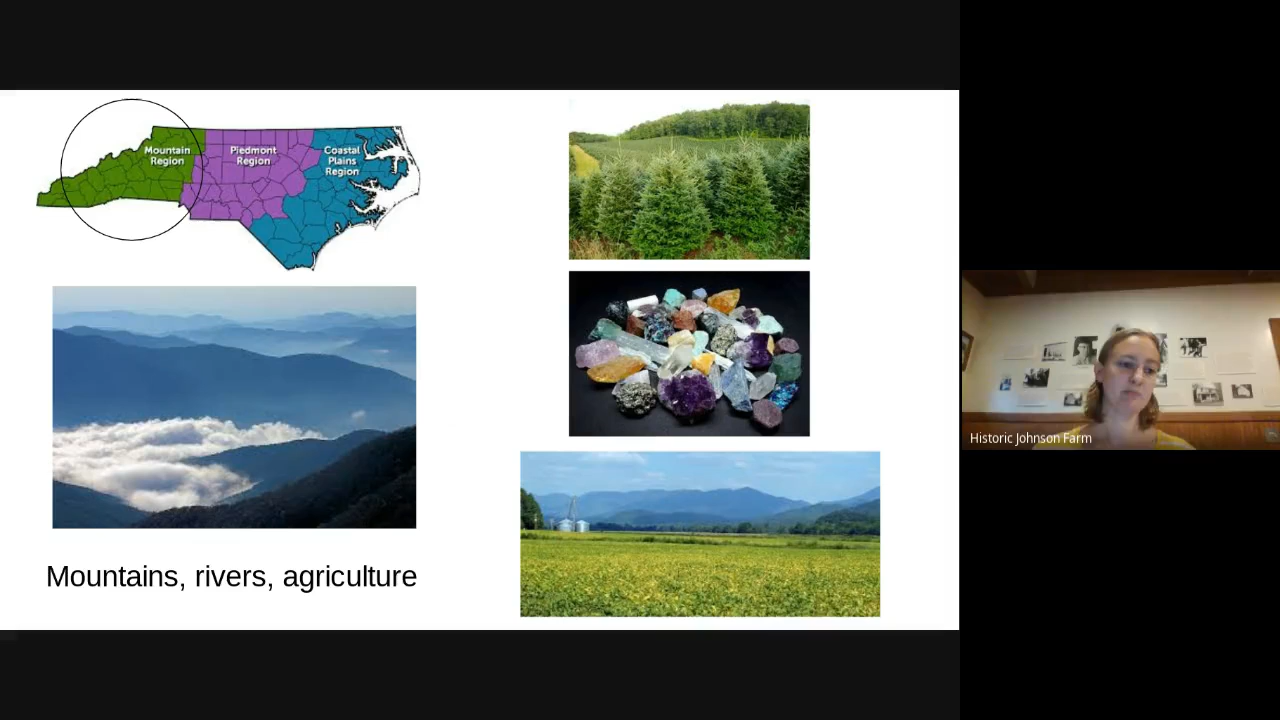 Mountain
Region
Piedmont
Region
Coastal
Plains
Region
Mountains, rivers, agriculture
Historic Johnson Farm